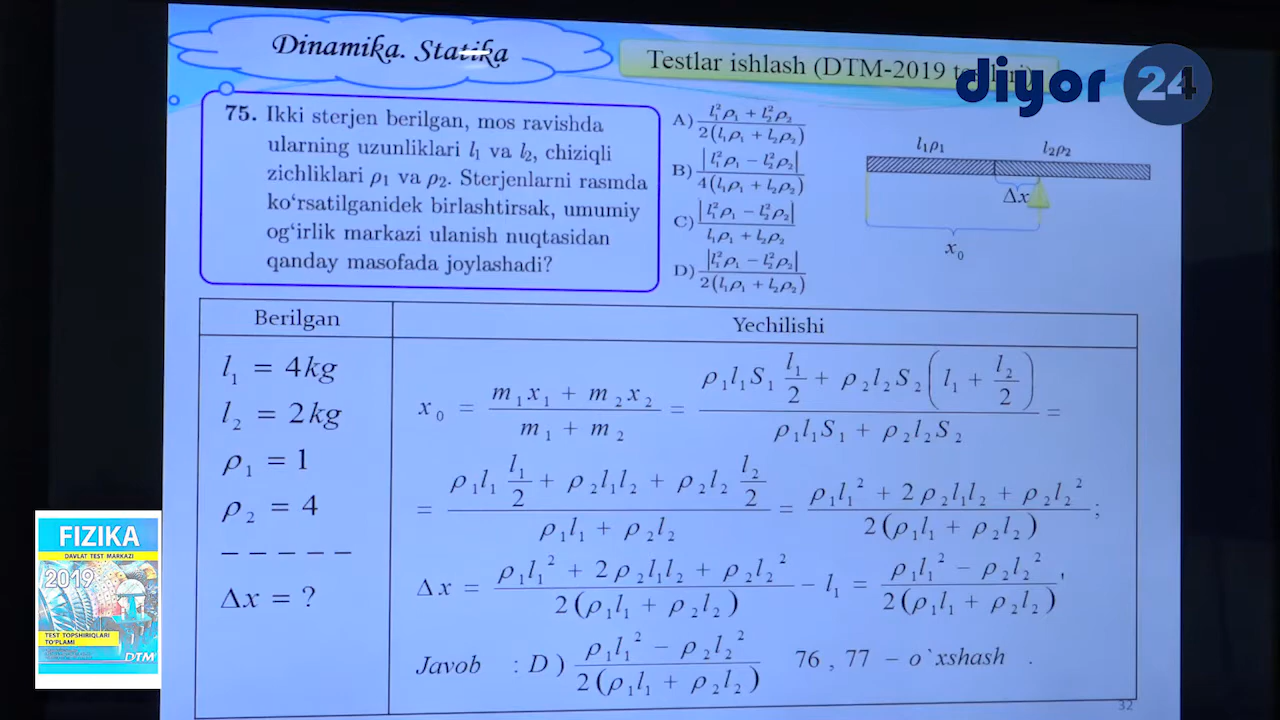 Dinamika. Statika
Testlar ishlash (DTM-2019
diyor 24
75. Ikki sterjen berilgan, mos ravishda
ularning uzunliklari l₁ va l₂, chiziqli
zichliklari ρ₁ va ρ₂. Sterjenlarni rasmda
ko‘rsatilganidek birlashtirsak, umumiy
og‘irlik markazi ulanish nuqtasidan
qanday masofada joylashadi?
A) (l₁²ρ₁ + l₂²ρ₂) / 2(l₁ρ₁ + l₂ρ₂)
B) |l₁²ρ₁ − l₂²ρ₂| / 4(l₁ρ₁ + l₂ρ₂)
C) |l₁²ρ₁ − l₂²ρ₂| / l₁ρ₁ + l₂ρ₂
D) |l₁²ρ₁ − l₂²ρ₂| / 2(l₁ρ₁ + l₂ρ₂)
l₁ρ₁ l₂ρ₂
Δx
x₀
Berilgan
l₁ = 4kg
l₂ = 2kg
ρ₁ = 1
ρ₂ = 4
− − − − −
Δx = ?
Yechilishi
x₀ = (m₁x₁ + m₂x₂) / (m₁ + m₂) = (ρ₁l₁S₁ l₁/2 + ρ₂l₂S₂ (l₁ + l₂/2)) / (ρ₁l₁S₁ + ρ₂l₂S₂) =
= (ρ₁l₁ l₁/2 + ρ₂l₁l₂ + ρ₂l₂ l₂/2) / (ρ₁l₁ + ρ₂l₂) = (ρ₁l₁² + 2ρ₂l₁l₂ + ρ₂l₂²) / 2(ρ₁l₁ + ρ₂l₂) ;
Δx = (ρ₁l₁² + 2ρ₂l₁l₂ + ρ₂l₂²) / 2(ρ₁l₁ + ρ₂l₂) − l₁ = (ρ₁l₁² − ρ₂l₂²) / 2(ρ₁l₁ + ρ₂l₂) ,
Javob : D) (ρ₁l₁² − ρ₂l₂²) / 2(ρ₁l₁ + ρ₂l₂) 76 , 77 − o`xshash .
32
FIZIKA
DAVLAT TEST MARKAZI
2019
TEST TOPSHIRIQLARI
TO'PLAMI
DTM